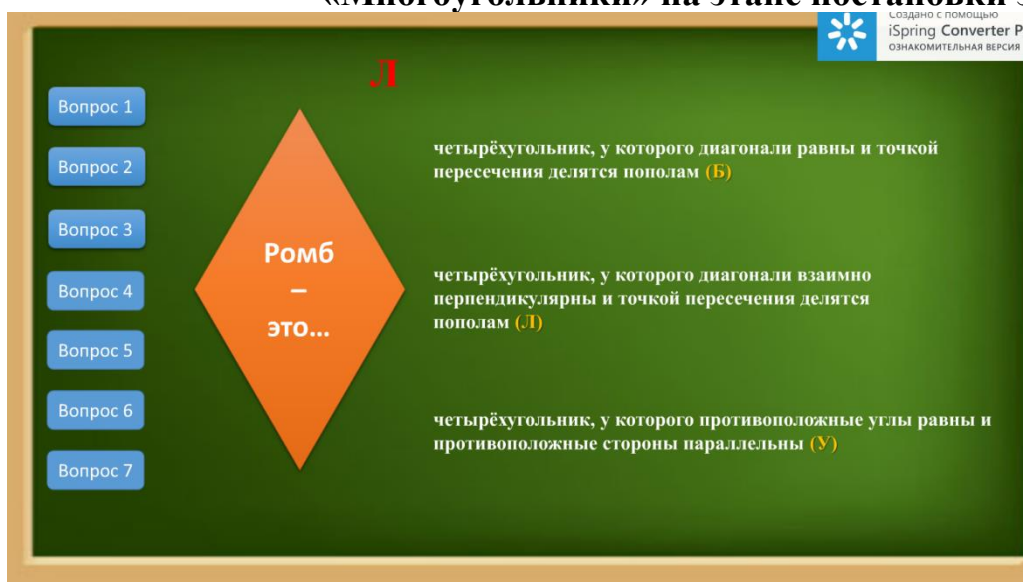 «Многоугольники» на этапе постановки
Создано с помощью
iSpring Converter P
ОЗНАКОМИТЕЛЬНАЯ ВЕРСИЯ
Л
Вопрос 1
Вопрос 2
Вопрос 3
Вопрос 4
Вопрос 5
Вопрос 6
Вопрос 7
Ромб
–
это...
четырёхугольник, у которого диагонали равны и точкой
пересечения делятся пополам (Б)
четырёхугольник, у которого диагонали взаимно
перпендикулярны и точкой пересечения делятся
пополам (Л)
четырёхугольник, у которого противоположные углы равны и
противоположные стороны параллельны (У)